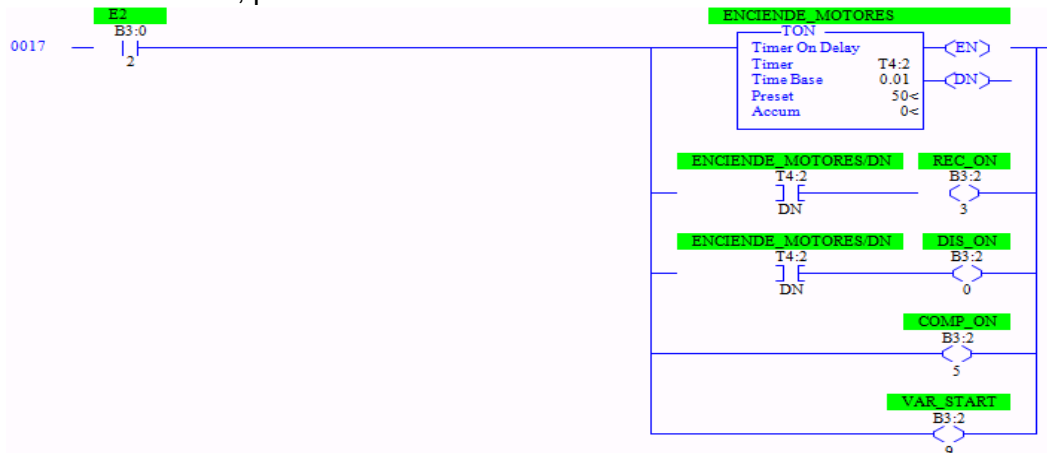 E2
B3:0
0017
2
ENCIENDE_MOTORES
TON
Timer On Delay
Timer T4:2
Time Base 0.01
Preset 50<
Accum 0<
EN
DN
ENCIENDE_MOTORES/DN REC_ON
T4:2 B3:2
DN 3
ENCIENDE_MOTORES/DN DIS_ON
T4:2 B3:2
DN 0
COMP_ON
B3:2
5
VAR_START
B3:2
9